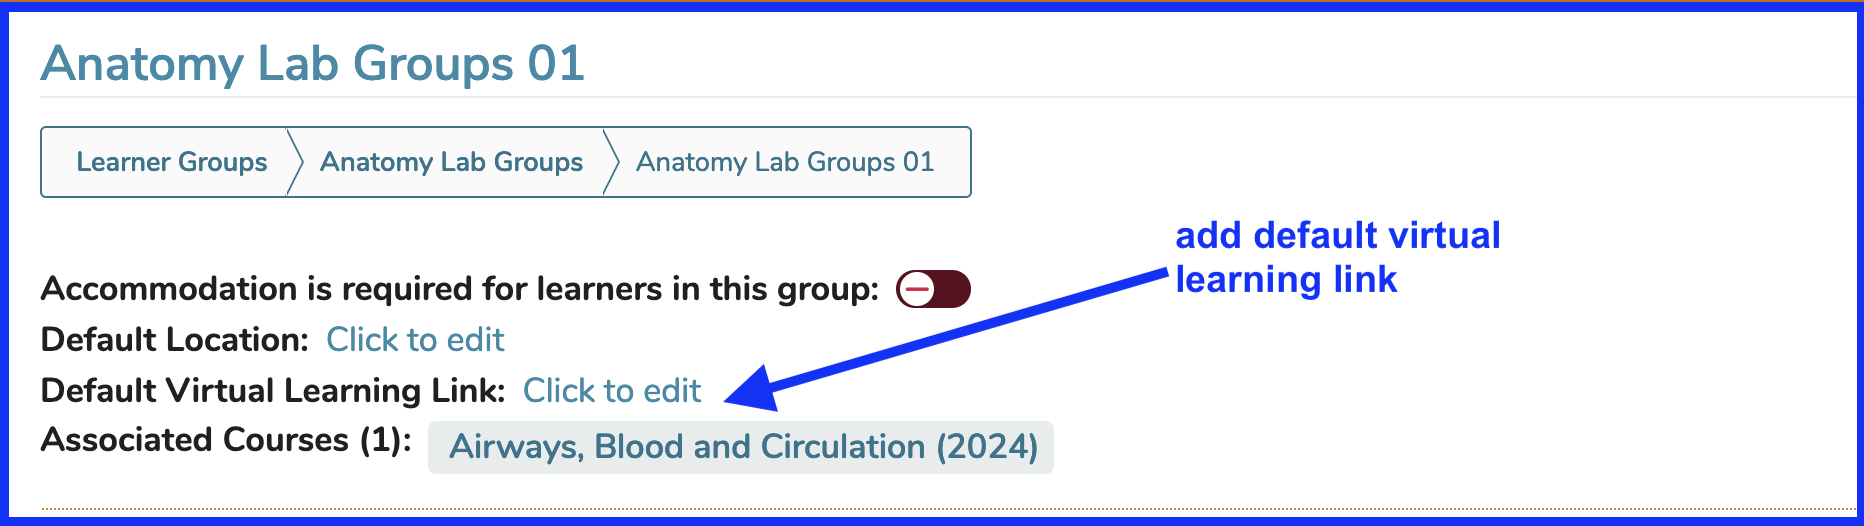 Anatomy Lab Groups 01
Learner Groups Anatomy Lab Groups Anatomy Lab Groups 01
add default virtual
learning link
Accommodation is required for learners in this group:
Default Location: Click to edit
Default Virtual Learning Link: Click to edit
Associated Courses (1): Airways, Blood and Circulation (2024)